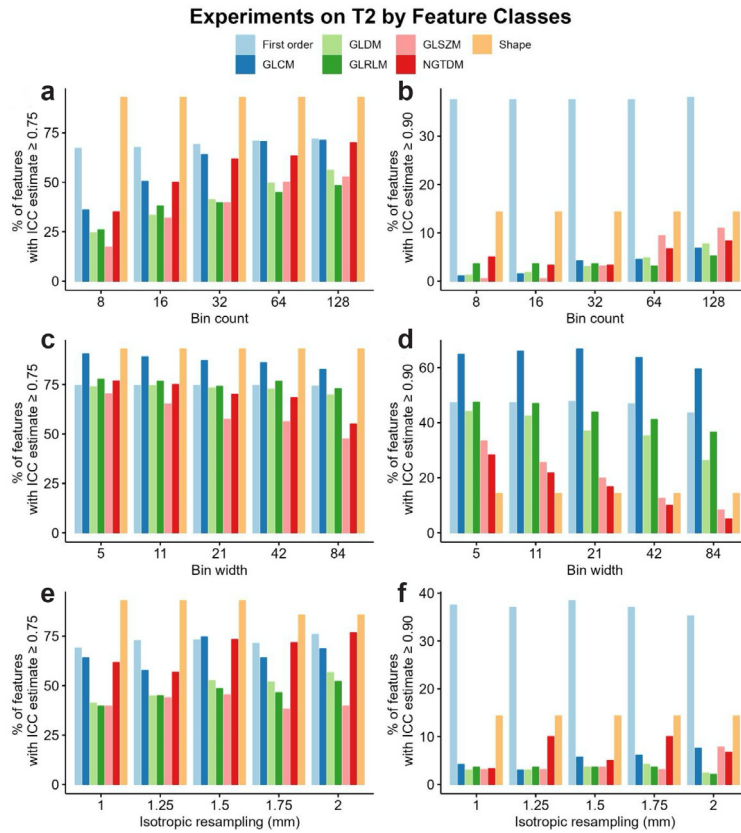 Experiments on T2 by Feature Classes
First order GLDM GLSZM Shape
GLCM GLRLM NGTDM
a
% of features
with ICC estimate ≥ 0.75
75
50
25
0
8 16 32 64 128
Bin count
b
% of features
with ICC estimate ≥ 0.90
30
20
10
0
8 16 32 64 128
Bin count
c
% of features
with ICC estimate ≥ 0.75
75
50
25
0
5 11 21 42 84
Bin width
d
% of features
with ICC estimate ≥ 0.90
60
40
20
0
5 11 21 42 84
Bin width
e
% of features
with ICC estimate ≥ 0.75
75
50
25
0
1 1.25 1.5 1.75 2
Isotropic resampling (mm)
f
% of features
with ICC estimate ≥ 0.90
40
30
20
10
0
1 1.25 1.5 1.75 2
Isotropic resampling (mm)